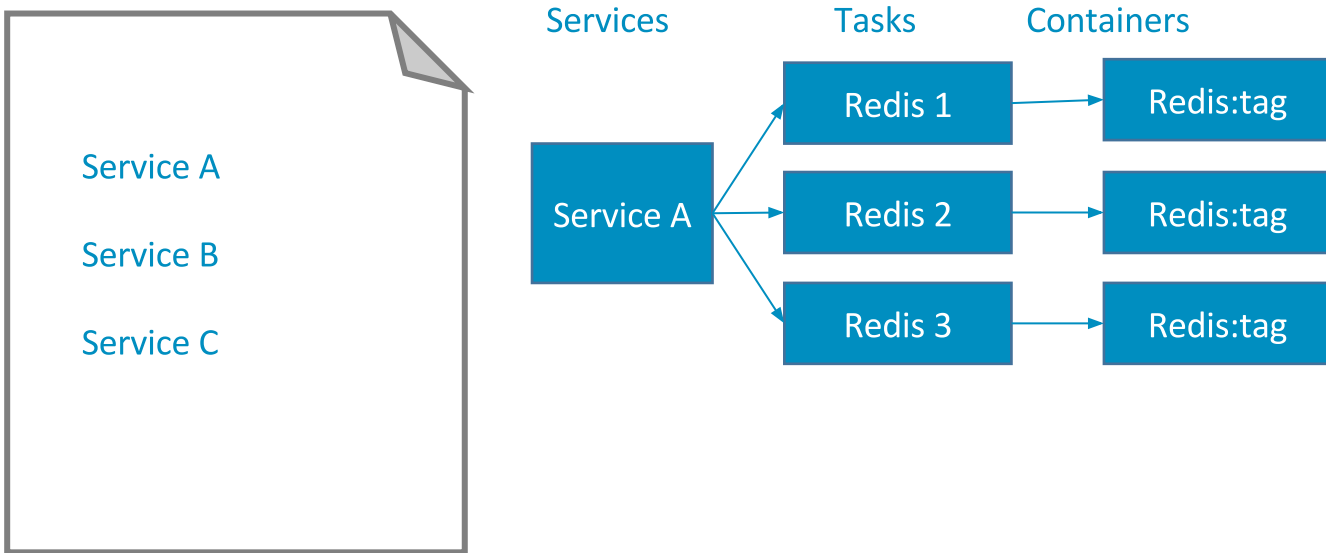 Service A
Service B
Service C
Services
Tasks
Containers
Service A
Redis 1
Redis:tag
Redis 2
Redis:tag
Redis 3
Redis:tag